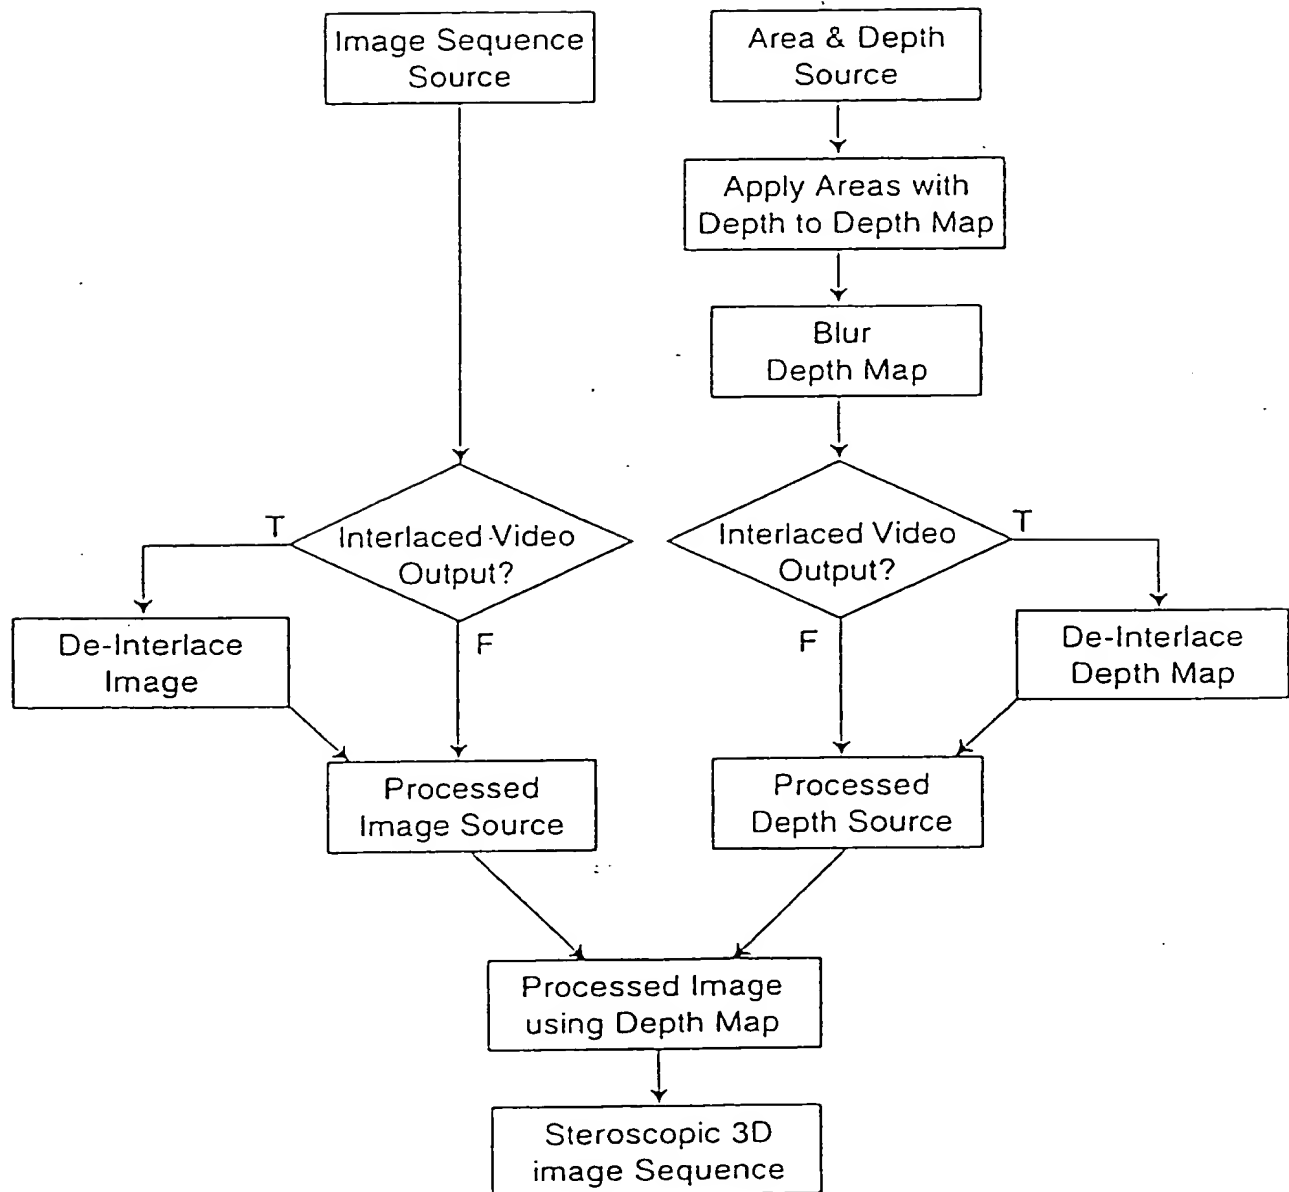 Image Sequence
Source
Area & Depth
Source
Apply Areas with
Depth to Depth Map
Blur
Depth Map
Interlaced Video
Output?
T
F
Interlaced Video
Output?
T
F
De-Interlace
Image
De-Interlace
Depth Map
Processed
Image Source
Processed
Depth Source
Processed Image
using Depth Map
Steroscopic 3D
image Sequence